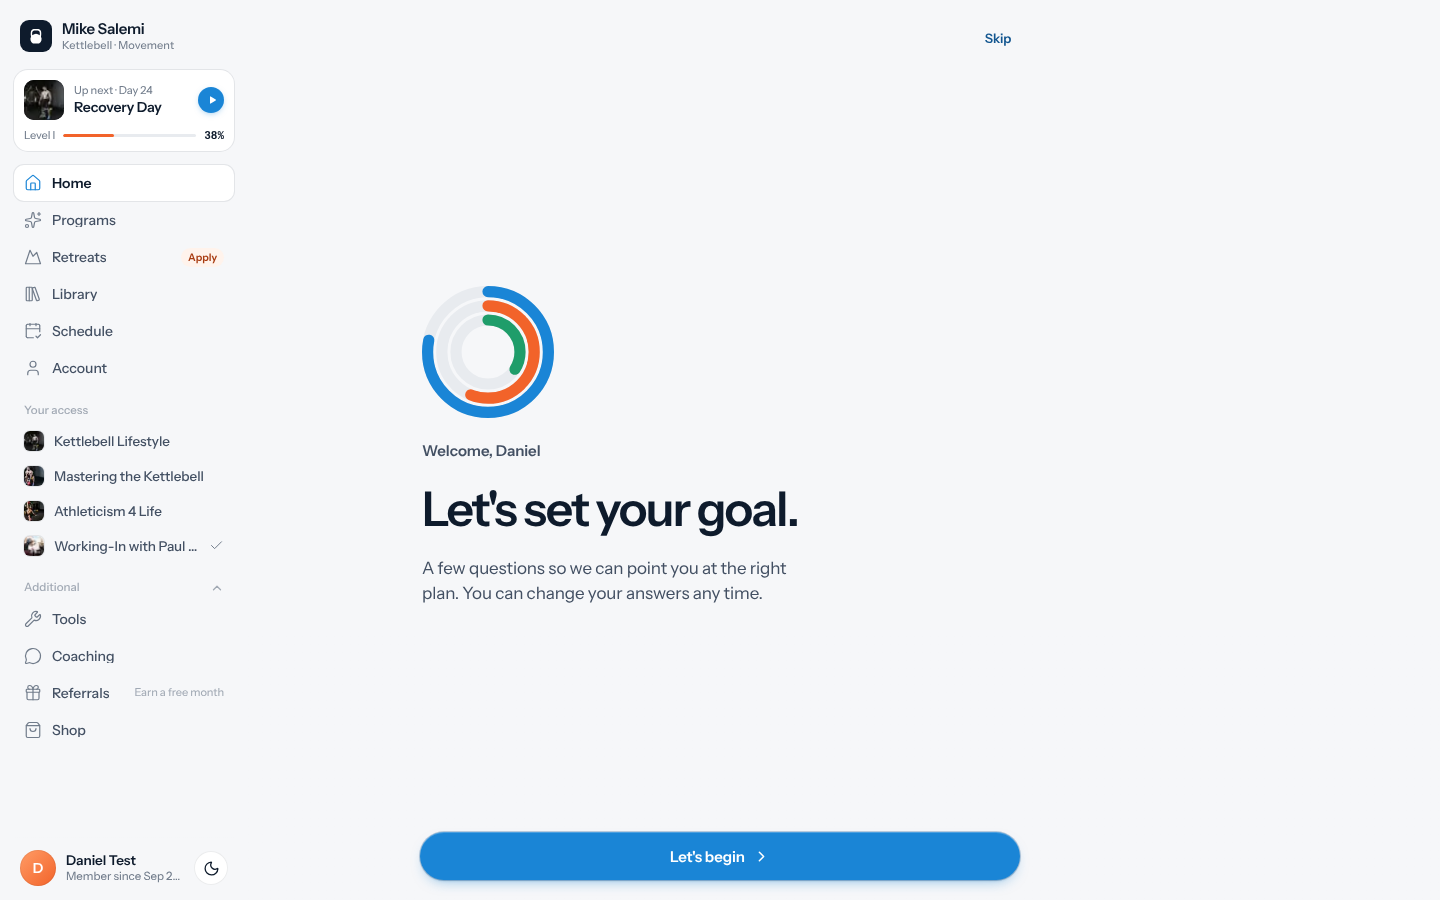 Mike Salemi
Kettlebell · Movement
Up next · Day 24
Recovery Day
Level I
38%
Home
Programs
Retreats
Apply
Library
Schedule
Account
Your access
Kettlebell Lifestyle
Mastering the Kettlebell
Athleticism 4 Life
Working-In with Paul ...
Additional
Tools
Coaching
Referrals
Earn a free month
Shop
D
Daniel Test
Member since Sep 2...
Skip
Welcome, Daniel
Let's set your goal.
A few questions so we can point you at the right
plan. You can change your answers any time.
Let's begin